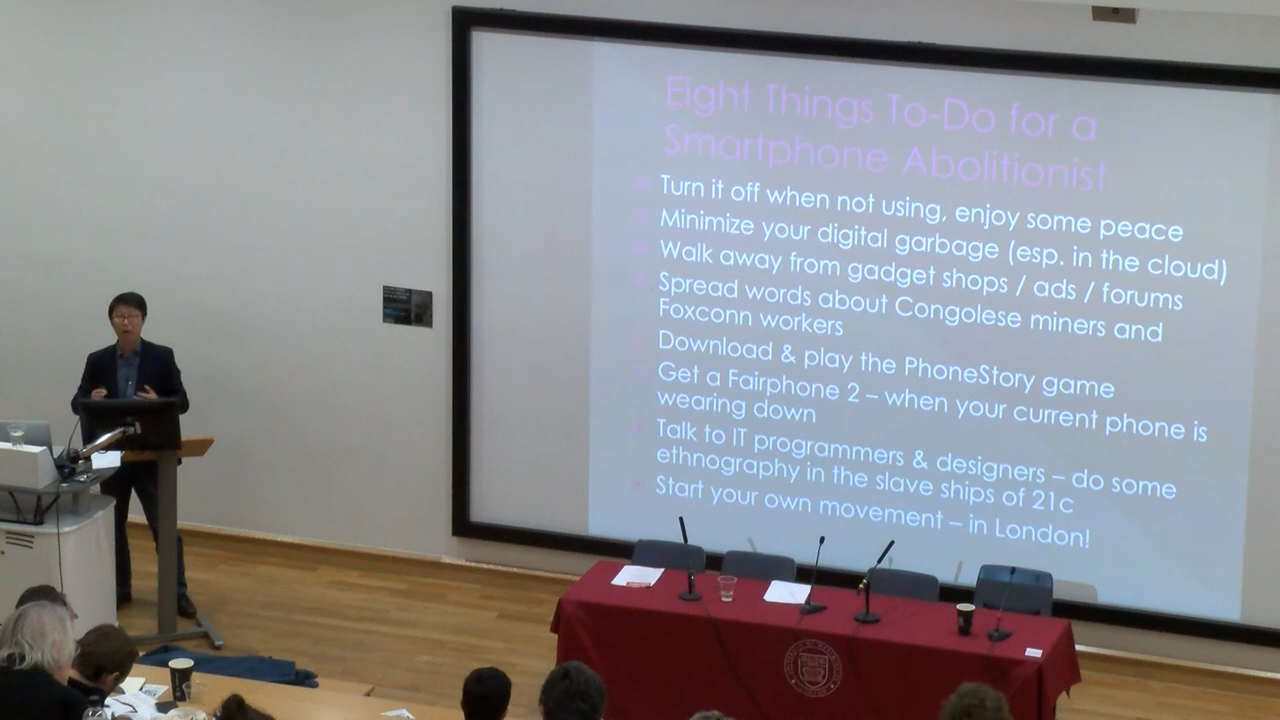 Eight Things To-Do for a
Smartphone Abolitionist
Turn it off when not using, enjoy some peace
Minimize your digital garbage (esp. in the cloud)
Walk away from gadget shops / ads / forums
Spread words about Congolese miners and
Foxconn workers
Download & play the PhoneStory game
Get a Fairphone 2 – when your current phone is
wearing down
Talk to IT programmers & designers – do some
ethnography in the slave ships of 21c
Start your own movement – in London!